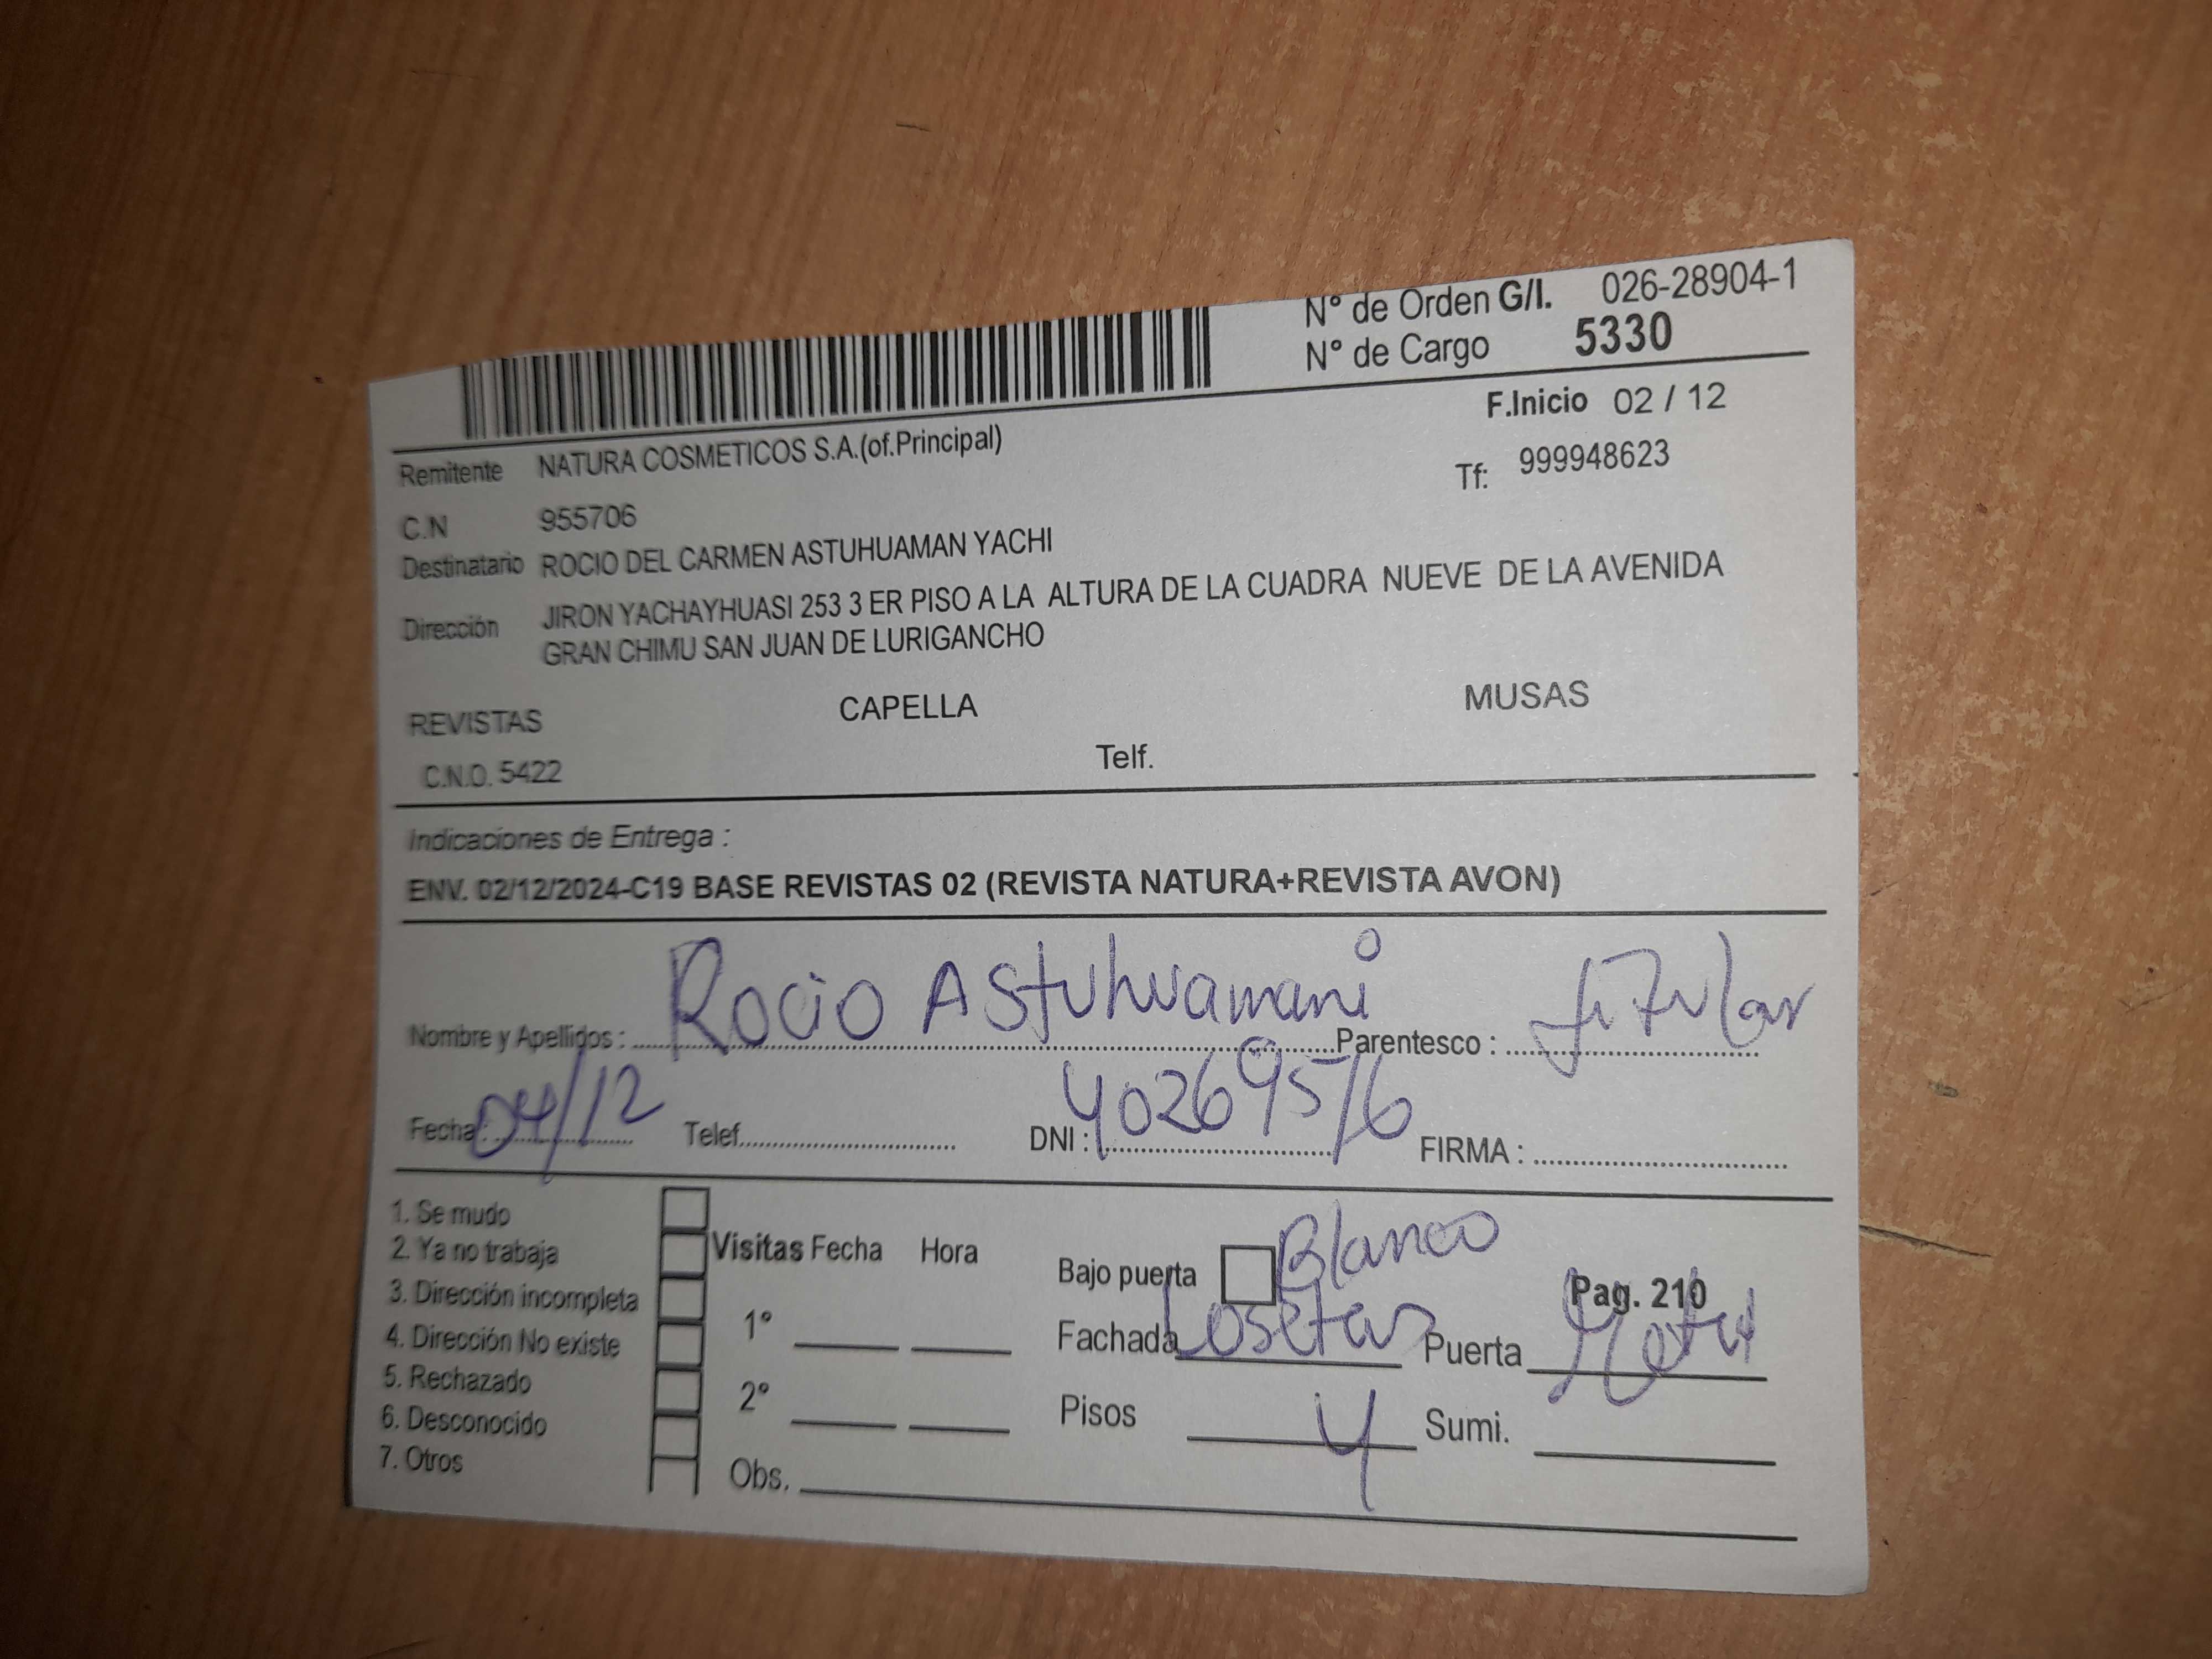 Nº de Orden G/I. 026-28904-1
Nº de Cargo 5330
F.Inicio 02 / 12
Remitente NATURA COSMETICOS S.A.(of.Principal)
Tf: 999948623
C.N 955706
Destinatario ROCIO DEL CARMEN ASTUHUAMAN YACHI
Dirección JIRON YACHAYHUASI 253 3 ER PISO A LA ALTURA DE LA CUADRA NUEVE DE LA AVENIDA
GRAN CHIMU SAN JUAN DE LURIGANCHO
REVISTAS CAPELLA MUSAS
C.N.O. 5422 Telf.
Indicaciones de Entrega :
ENV. 02/12/2024-C19 BASE REVISTAS 02 (REVISTA NATURA+REVISTA AVON)
Nombre y Apellidos : Rocio Astuhuamani Parentesco : titular
Fecha : 04/12 Telef. DNI : 40269576 FIRMA :
1. Se mudo
2. Ya no trabaja
3. Dirección incompleta
4. Dirección No existe
5. Rechazado
6. Desconocido
7. Otros
Visitas Fecha Hora
1º
2º
Obs.
Bajo puerta Blanco Pag. 210
Fachada Losetas Puerta
Pisos 4 Sumi.